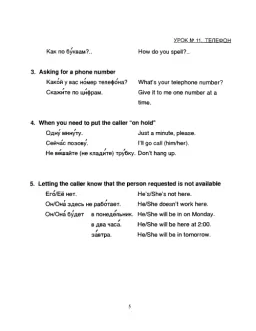 УРОК № 11. ТЕЛЕФОН
Как по бу́квам?.. How do you spell?..
3. Asking for a phone number
Како́й у вас но́мер телефо́на? What's your telephone number?
Скажи́те по ци́фрам. Give it to me one number at a
time.
4. When you need to put the caller "on hold"
Одну́ мину́ту. Just a minute, please.
Сейча́с позову́. I'll go call (him/her).
Не ве́шайте (не клади́те) тру́бку. Don't hang up.
5. Letting the caller know that the person requested is not available
Его́/Её нет. He's/She's not here.
Он/Она́ здесь не рабо́тает. He/She doesn't work here.
Он/Она́ бу́дет в понеде́льник. He/She will be in on Monday.
в два часа́. He/She will be here at 2:00.
за́втра. He/She will be in tomorrow.
5